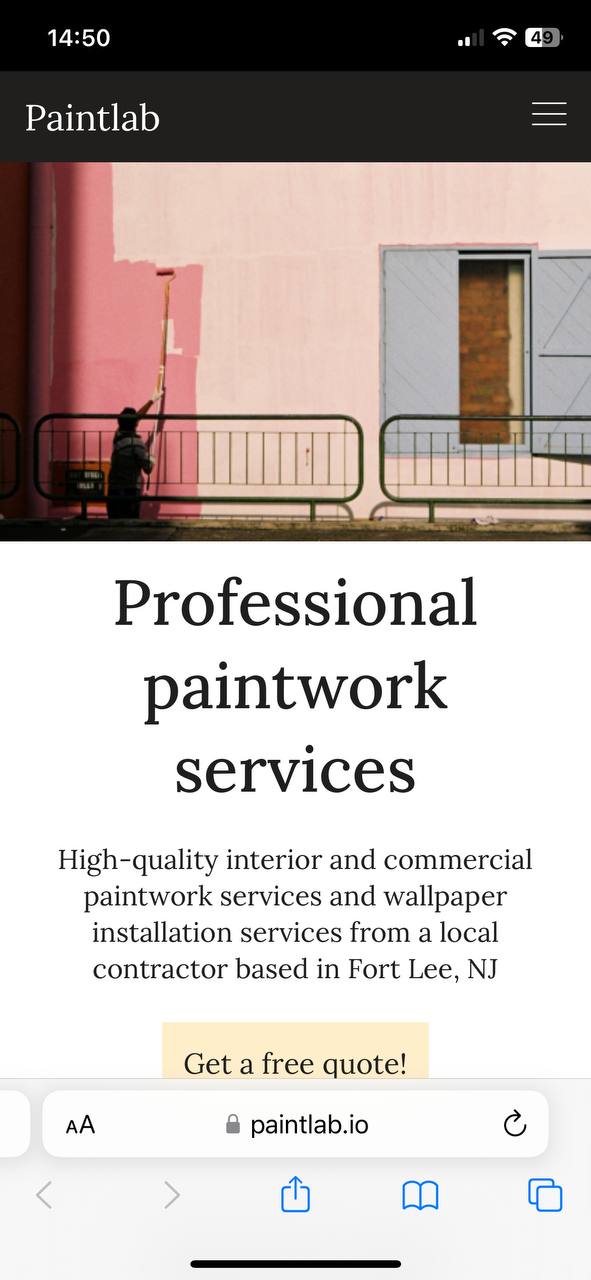 14:50
49
Paintlab
Professional
paintwork
services
High-quality interior and commercial
paintwork services and wallpaper
installation services from a local
contractor based in Fort Lee, NJ
Get a free quote!
AA
paintlab.io